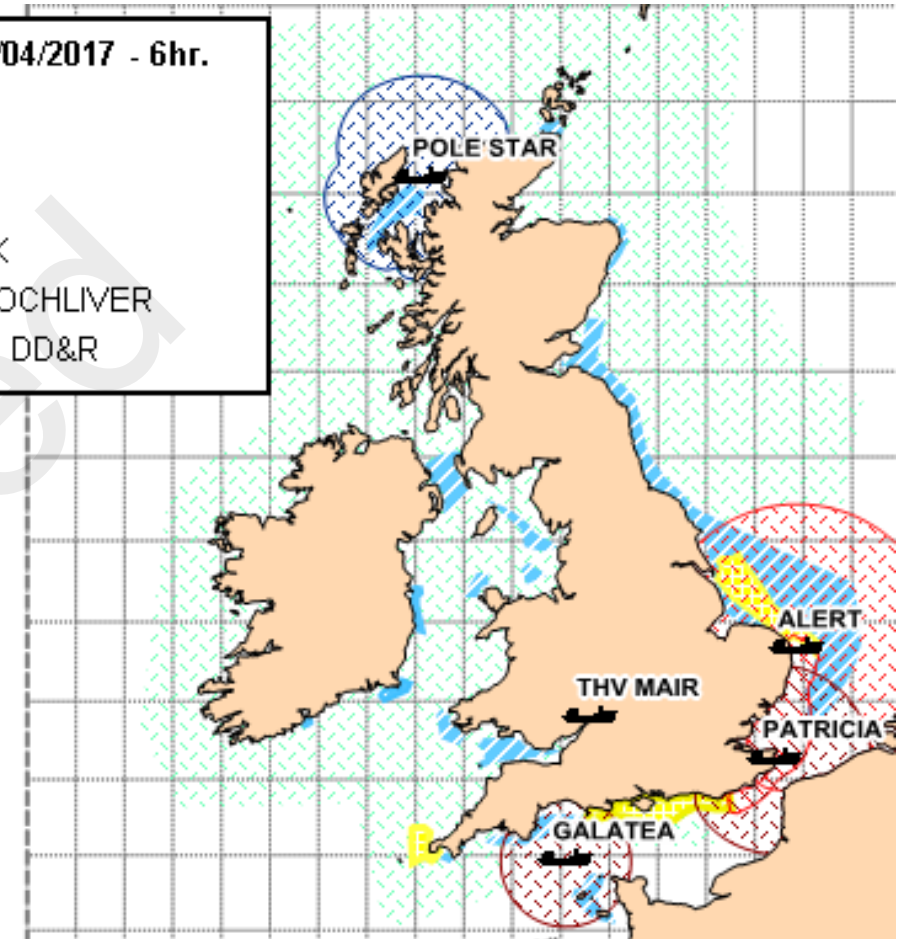 /04/2017 - 6hr.
K
OCHLIVER
DD&R
POLE STAR
ALERT
THV MAIR
PATRICIA
GALATEA